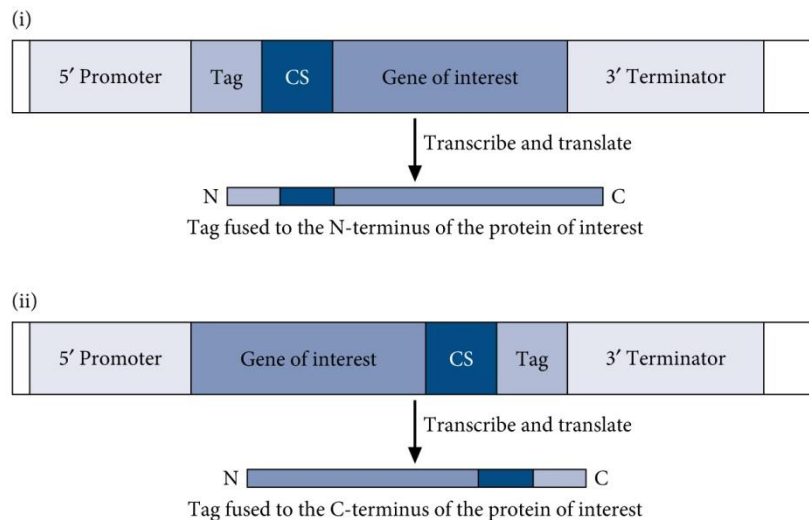 (i)
5′ Promoter Tag CS Gene of interest 3′ Terminator
Transcribe and translate
N C
Tag fused to the N-terminus of the protein of interest
(ii)
5′ Promoter Gene of interest CS Tag 3′ Terminator
Transcribe and translate
N C
Tag fused to the C-terminus of the protein of interest